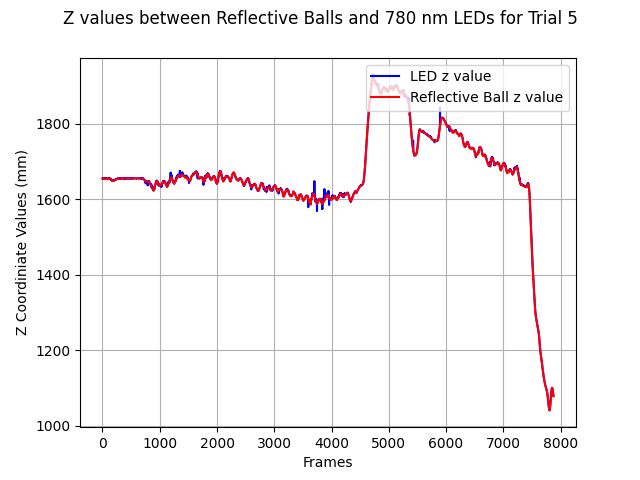 Z values between Reflective Balls and 780 nm LEDs for Trial 5
LED z value
Reflective Ball z value
Z Coordiniate Values (mm)
1800
1600
1400
1200
1000
0 1000 2000 3000 4000 5000 6000 7000 8000
Frames